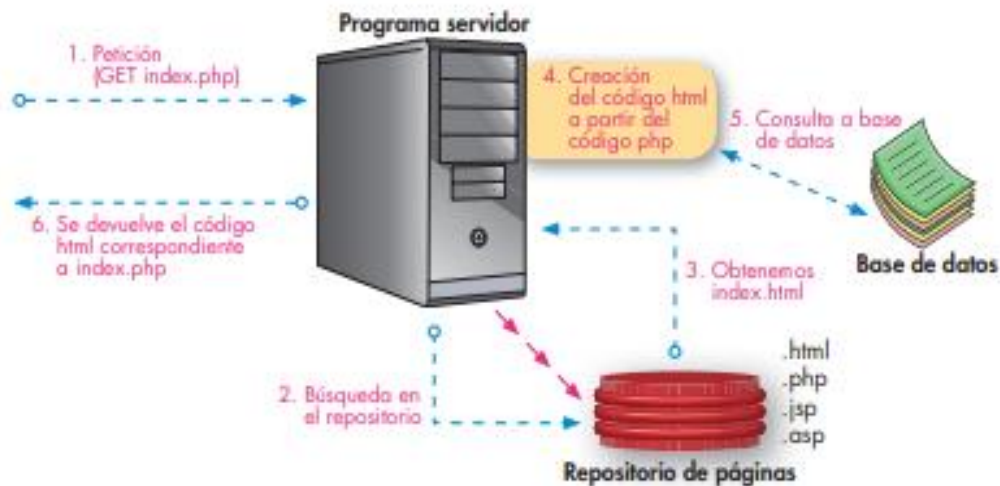 Programa servidor
1. Petición
(GET index.php)
4. Creación
del código html
a partir del
código php
5. Consulta a base
de datos
6. Se devuelve el código
html correspondiente
a index.php
3. Obtenemos
index.html
Base de datos
2. Búsqueda en
el repositorio
.html
.php
.jsp
.asp
Repositorio de páginas